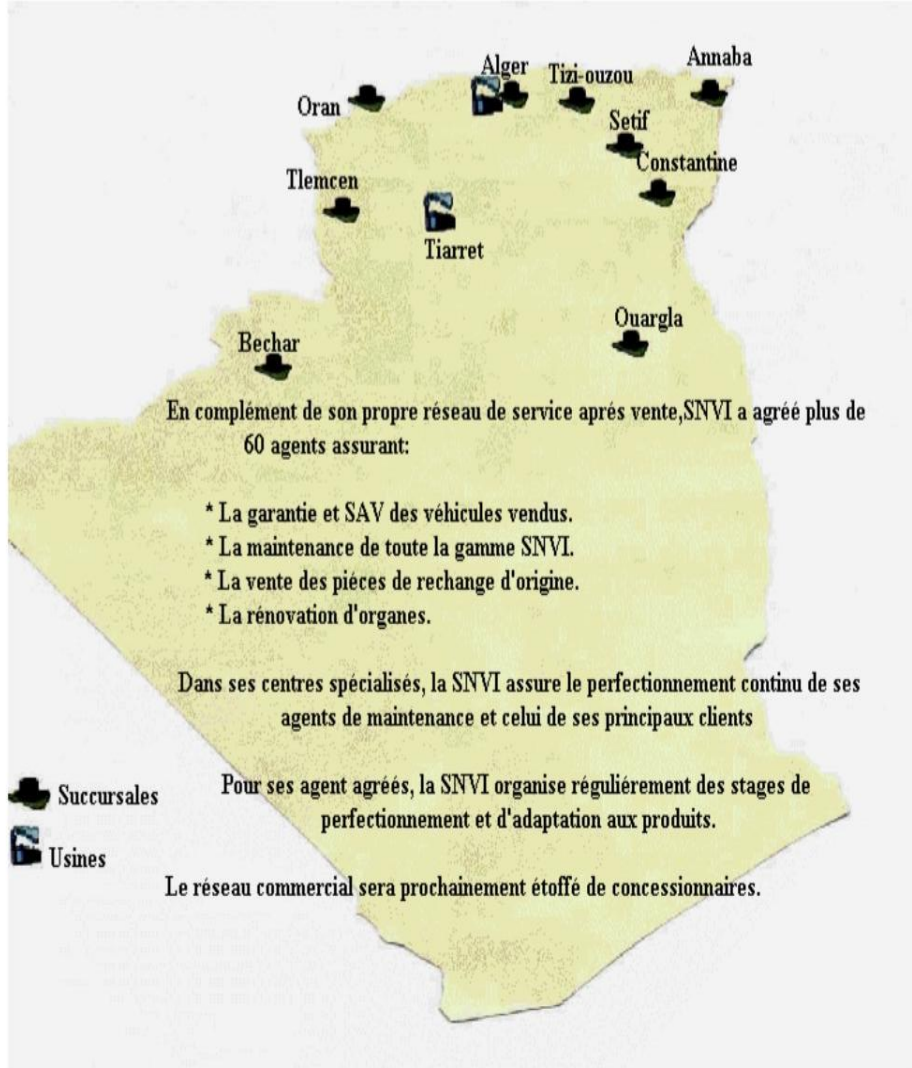 Annaba
Alger
Tizi-ouzou
Oran
Setif
Constantine
Tlemcen
Tiarret
Ouargla
Bechar
En complément de son propre réseau de service aprés vente,SNVI a agréé plus de
60 agents assurant:
* La garantie et SAV des véhicules vendus.
* La maintenance de toute la gamme SNVI.
* La vente des piéces de rechange d'origine.
* La rénovation d'organes.
Dans ses centres spécialisés, la SNVI assure le perfectionnement continu de ses
agents de maintenance et celui de ses principaux clients
Pour ses agent agréés, la SNVI organise réguliérement des stages de
perfectionnement et d'adaptation aux produits.
Succursales
Usines
Le réseau commercial sera prochainement étoffé de concessionnaires.